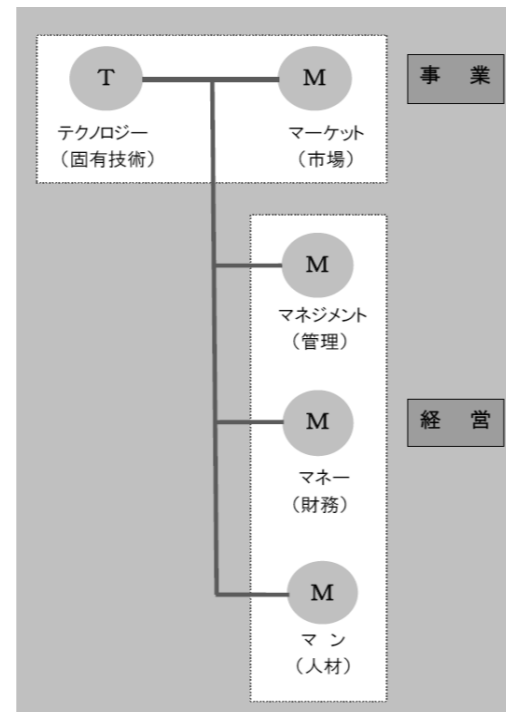 T
M
事 業
テクノロジー
（固有技術）
マーケット
（市場）
M
マネジメント
（管理）
M
経 営
マネー
（財務）
M
マ ン
（人材）